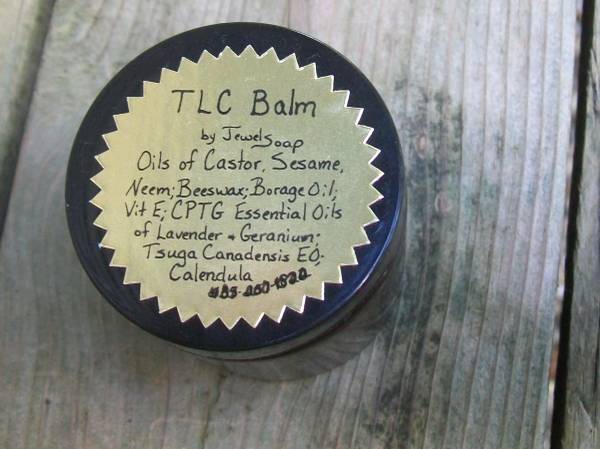 TLC Balm
by Jewelsoap
Oils of Castor, Sesame,
Neem; Beeswax; Borage Oil;
Vit E; CPTG Essential Oils
of Lavender + Geranium;
Tsuga Canadensis EO;
Calendula